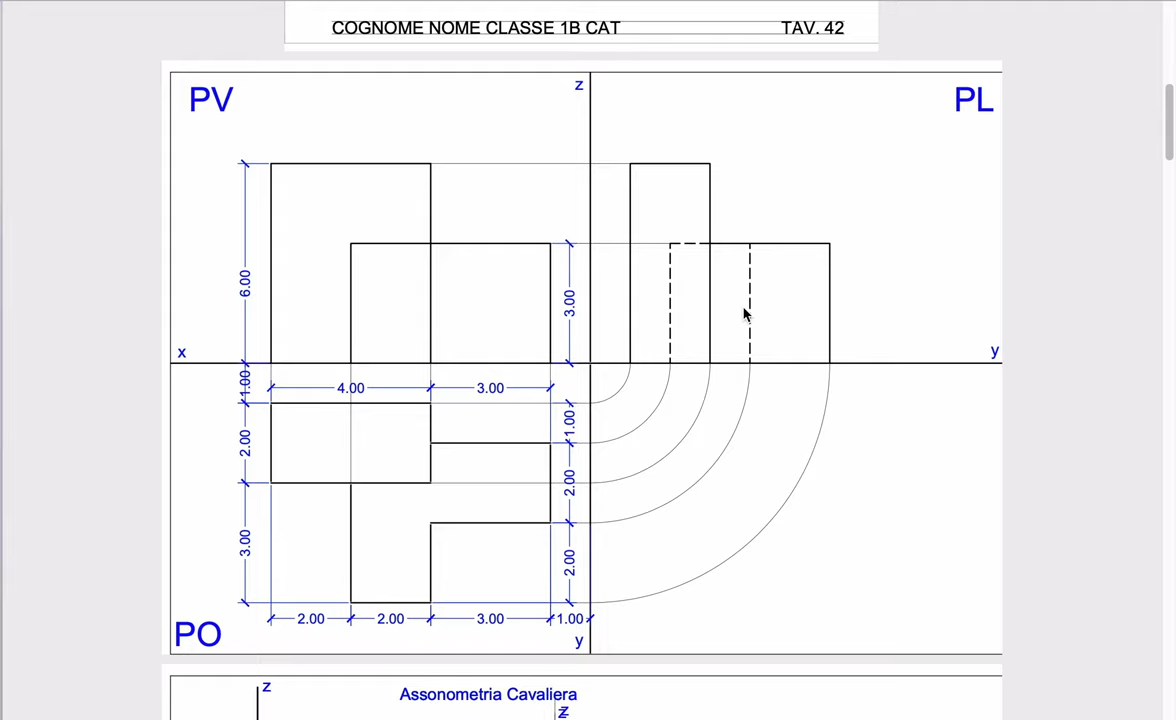 COGNOME NOME CLASSE 1B CAT TAV. 42
PV z PL
6.00
3.00
x y
1.00
4.00 3.00
1.00
2.00
2.00
3.00
2.00
2.00 2.00 3.00 1.00
PO y
z Assonometria Cavaliera
z